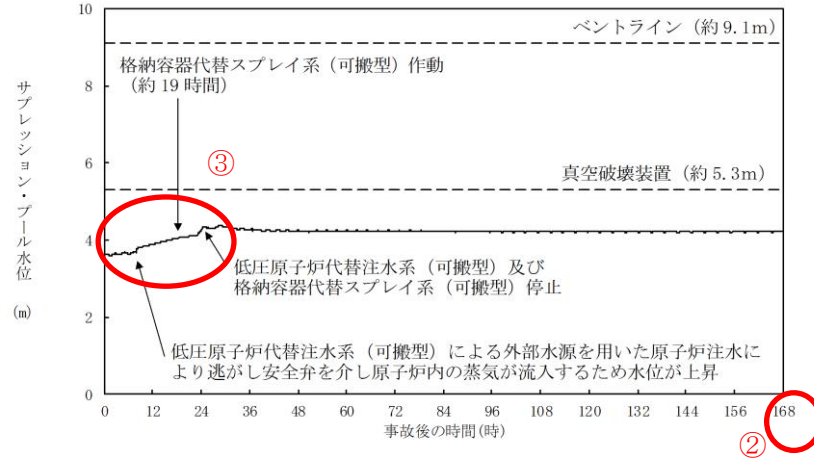 10
ベントライン（約9.1m）
格納容器代替スプレイ系（可搬型）作動
（約19時間）
8
③
6
真空破壊装置（約5.3m）
サプレッション・プール水位
(m)
4
低圧原子炉代替注水系（可搬型）及び
格納容器代替スプレイ系（可搬型）停止
2
低圧原子炉代替注水系（可搬型）による外部水源を用いた原子炉注水に
より逃がし安全弁を介し原子炉内の蒸気が流入するため水位が上昇
0
0 12 24 36 48 60 72 84 96 108 120 132 144 156 168
事故後の時間(時)
②